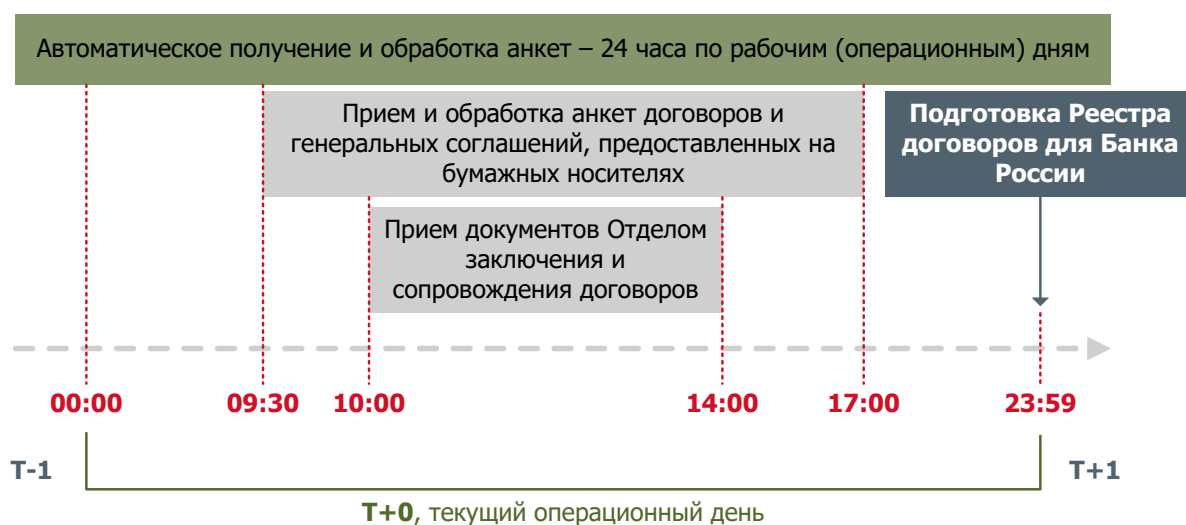 Автоматическое получение и обработка анкет – 24 часа по рабочим (операционным) дням
Прием и обработка анкет договоров и
генеральных соглашений, предоставленных на
бумажных носителях
Подготовка Реестра
договоров для Банка
России
Прием документов Отделом
заключения и
сопровождения договоров
00:00
09:30
10:00
14:00
17:00
23:59
T-1
T+1
T+0, текущий операционный день